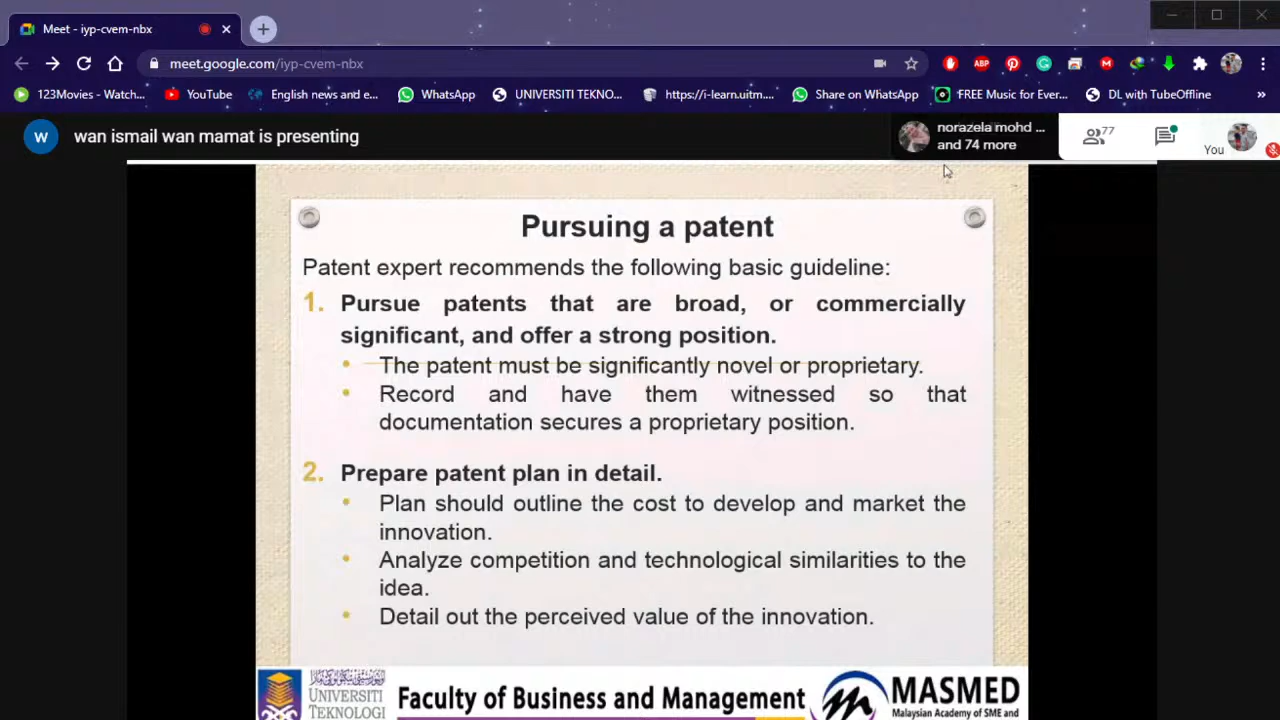 Meet - iyp-cvem-nbx
meet.google.com/iyp-cvem-nbx
123Movies - Watch... YouTube English news and e... WhatsApp UNIVERSITI TEKNO... https://i-learn.uitm.... Share on WhatsApp FREE Music for Ever... DL with TubeOffline »
W wan ismail wan mamat is presenting
norazela mohd ...
and 74 more
77
You
Pursuing a patent
Patent expert recommends the following basic guideline:
1. Pursue patents that are broad, or commercially
significant, and offer a strong position.
• The patent must be significantly novel or proprietary.
• Record and have them witnessed so that
documentation secures a proprietary position.
2. Prepare patent plan in detail.
• Plan should outline the cost to develop and market the
innovation.
• Analyze competition and technological similarities to the
idea.
• Detail out the perceived value of the innovation.
UNIVERSITI
TEKNOLOGI
Faculty of Business and Management
MASMED
Malaysian Academy of SME and